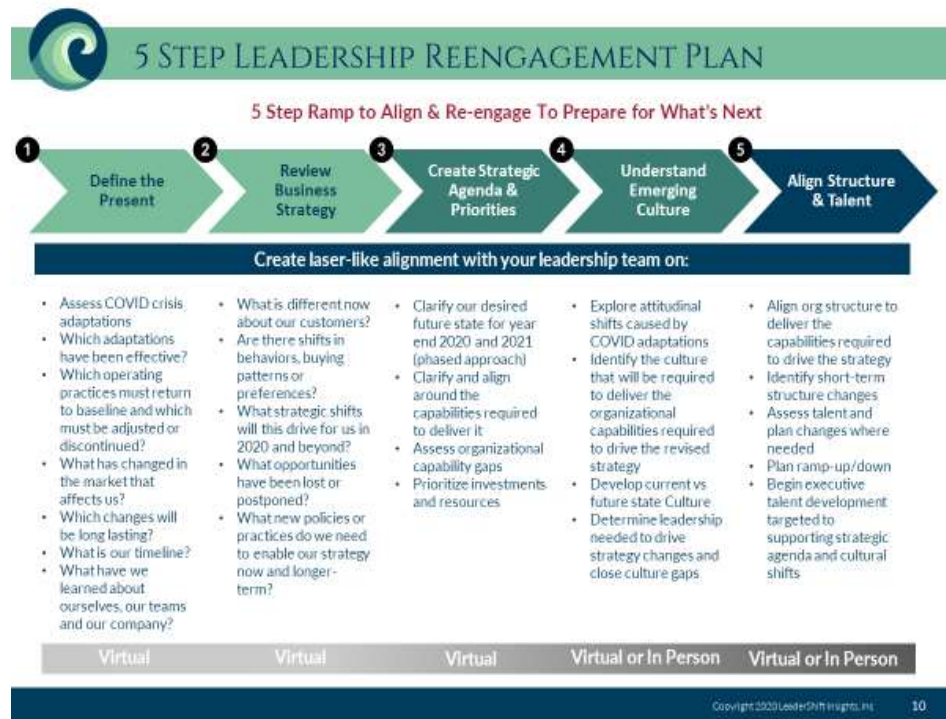 5 STEP LEADERSHIP REENGAGEMENT PLAN
5 Step Ramp to Align & Re-engage To Prepare for What's Next
1
Define the
Present
2
Review
Business
Strategy
3
Create Strategic
Agenda &
Priorities
4
Understand
Emerging
Culture
5
Align Structure
& Talent
Create laser-like alignment with your leadership team on:
• Assess COVID crisis
adaptations
• Which adaptations
have been effective?
• Which operating
practices must return
to baseline and which
must be adjusted or
discontinued?
• What has changed in
the market that
affects us?
• Which changes will
be long lasting?
• What is our timeline?
• What have we
learned about
ourselves, our teams
and our company?
• What is different now
about our customers?
• Are there shifts in
behaviors, buying
patterns or
preferences?
• What strategic shifts
will this drive for us in
2020 and beyond?
• What opportunities
have been lost or
postponed?
• What new policies or
practices do we need
to enable our strategy
now and longer-
term?
• Clarify our desired
future state for year
end 2020 and 2021
(phased approach)
• Clarify and align
around the
capabilities required
to deliver it
• Assess organizational
capability gaps
• Prioritize investments
and resources
• Explore attitudinal
shifts caused by
COVID adaptations
• Identify the culture
that will be required
to deliver the
organizational
capabilities required
to drive the revised
strategy
• Develop current vs
future state Culture
• Determine leadership
needed to drive
strategy changes and
close culture gaps
• Align org structure to
deliver the
capabilities required
to drive the strategy
• Identify short-term
structure changes
• Assess talent and
plan changes where
needed
• Plan ramp-up/down
• Begin executive
talent development
targeted to
supporting strategic
agenda and cultural
shifts
Virtual
Virtual
Virtual
Virtual or In Person
Virtual or In Person
Copyright 2020 LeaderShift Insights, Inc
10